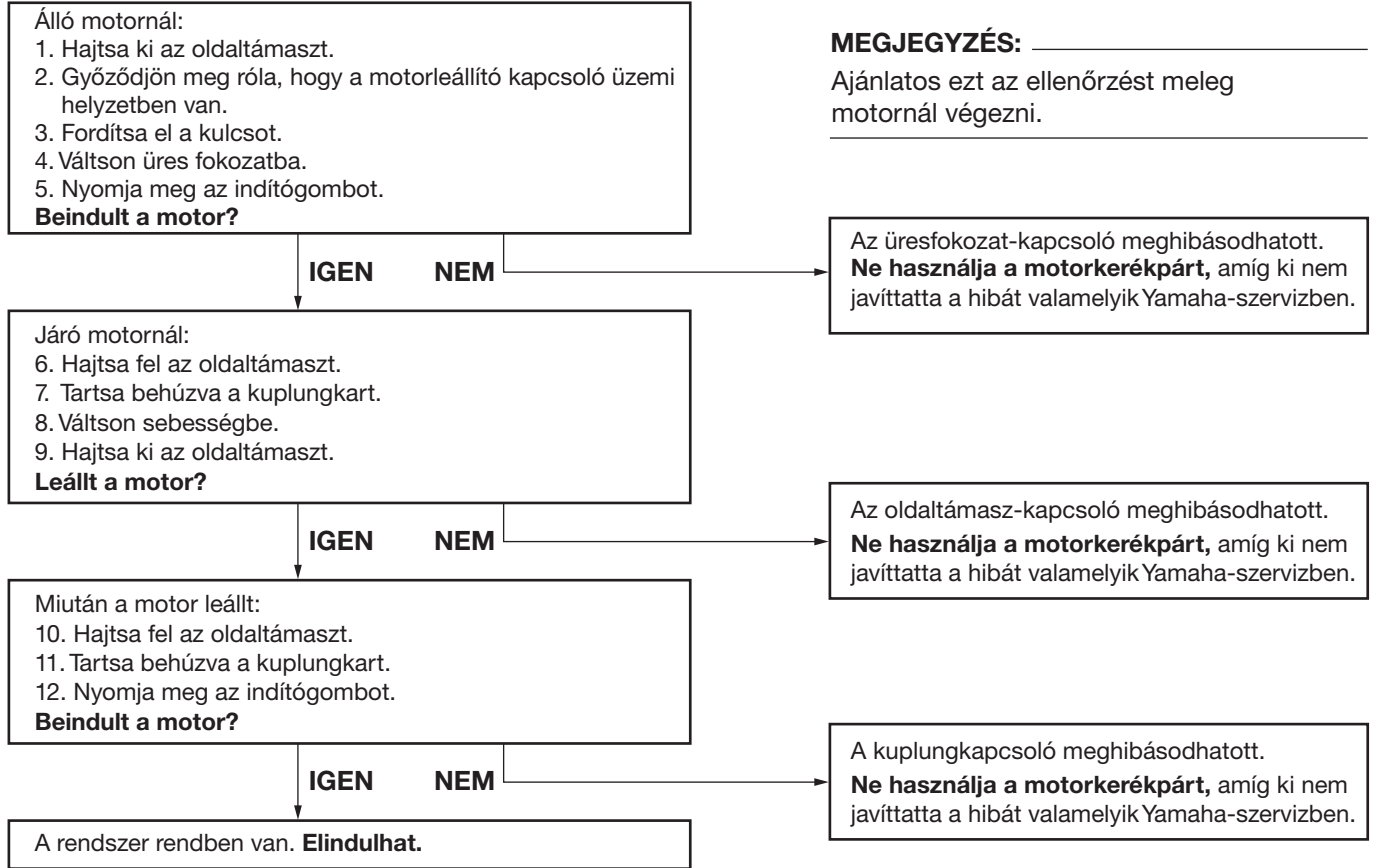 Álló motornál:
1. Hajtsa ki az oldaltámaszt.
2. Győződjön meg róla, hogy a motorleállító kapcsoló üzemi
helyzetben van.
3. Fordítsa el a kulcsot.
4. Váltson üres fokozatba.
5. Nyomja meg az indítógombot.
Beindult a motor?
MEGJEGYZÉS:
Ajánlatos ezt az ellenőrzést meleg
motornál végezni.
IGEN NEM
Az üresfokozat-kapcsoló meghibásodhatott.
Ne használja a motorkerékpárt, amíg ki nem
javíttatta a hibát valamelyik Yamaha-szervizben.
Járó motornál:
6. Hajtsa fel az oldaltámaszt.
7. Tartsa behúzva a kuplungkart.
8. Váltson sebességbe.
9. Hajtsa ki az oldaltámaszt.
Leállt a motor?
IGEN NEM
Az oldaltámasz-kapcsoló meghibásodhatott.
Ne használja a motorkerékpárt, amíg ki nem
javíttatta a hibát valamelyik Yamaha-szervizben.
Miután a motor leállt:
10. Hajtsa fel az oldaltámaszt.
11. Tartsa behúzva a kuplungkart.
12. Nyomja meg az indítógombot.
Beindult a motor?
IGEN NEM
A kuplungkapcsoló meghibásodhatott.
Ne használja a motorkerékpárt, amíg ki nem
javíttatta a hibát valamelyik Yamaha-szervizben.
A rendszer rendben van. Elindulhat.